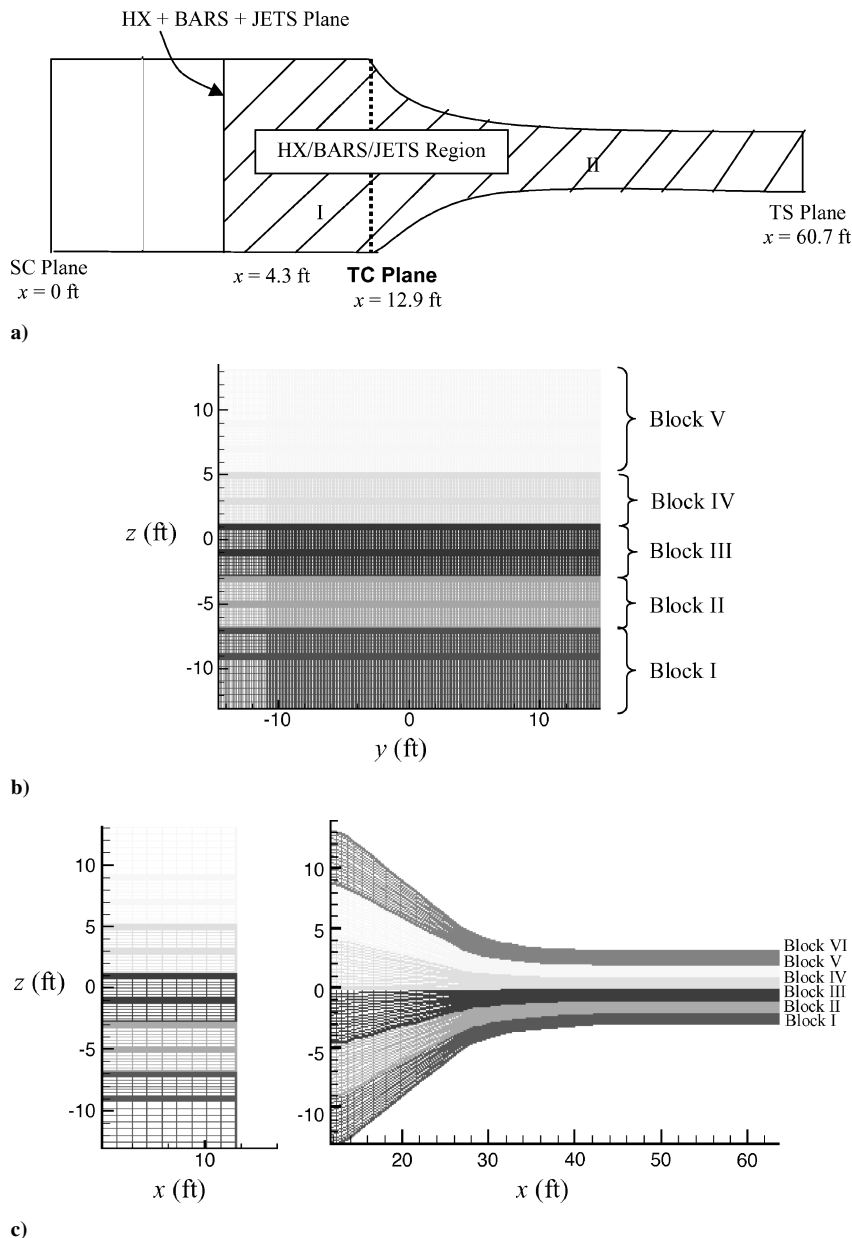 HX + BARS + JETS Plane
HX/BARS/JETS Region
I
II
SC Plane
x = 0 ft
x = 4.3 ft
TC Plane
x = 12.9 ft
TS Plane
x = 60.7 ft
a)
10
5
0
-5
-10
z (ft)
-10
0
10
y (ft)
Block V
Block IV
Block III
Block II
Block I
b)
10
5
0
-5
-10
z (ft)
10
x (ft)
10
5
0
-5
-10
20
30
40
50
60
x (ft)
Block VI
Block V
Block IV
Block III
Block II
Block I
c)